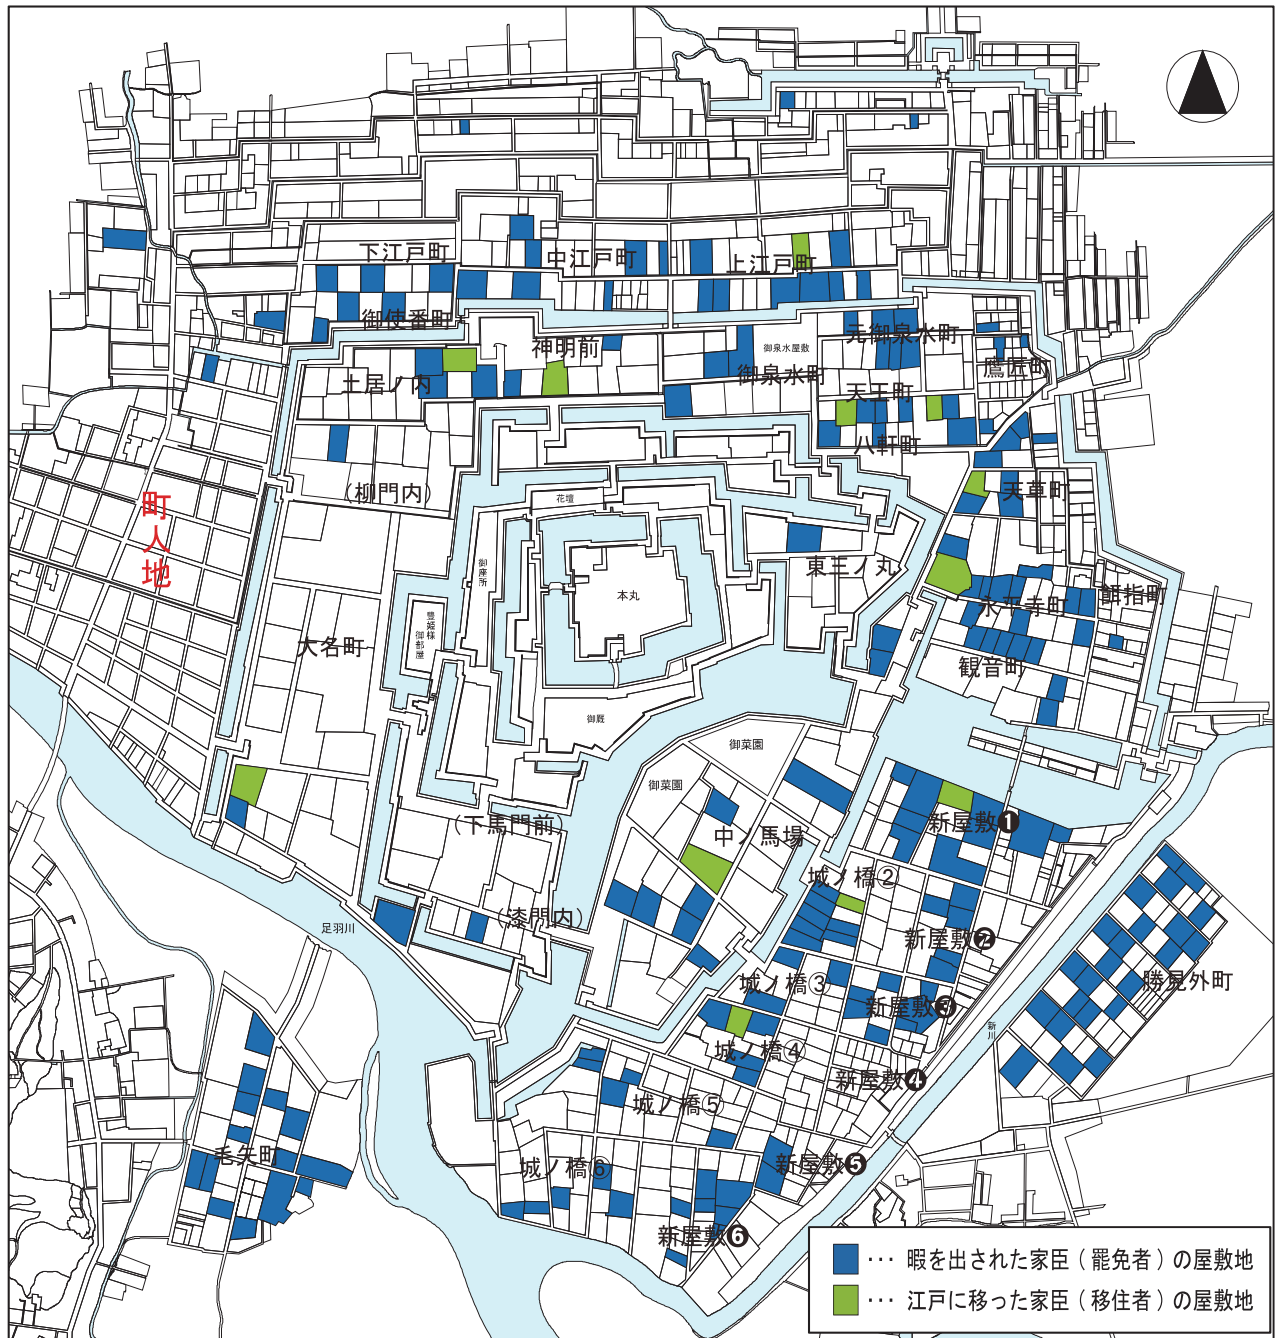 下江戸町
中江戸町
上江戸町
御使番町
元御泉水町
神明前
御泉水屋敷
鷹匠町
土居ノ内
御泉水町
天王町
八軒町
(柳門内)
花壇
天草町
町人地
御座所
東三ノ丸
本丸
餌指町
永平寺町
豊姫様
御部屋
大名町
観音町
御厩
御菜園
御菜園
(下馬門前)
中ノ馬場
新屋敷❶
城ノ橋②
(漆門内)
足羽川
新屋敷❷
城ノ橋③
勝見外町
新屋敷❸
新川
城ノ橋④
新屋敷❹
城ノ橋⑤
毛矢町
城ノ橋⑥
新屋敷❺
新屋敷❻
･･･ 暇を出された家臣(罷免者)の屋敷地
･･･ 江戸に移った家臣(移住者)の屋敷地